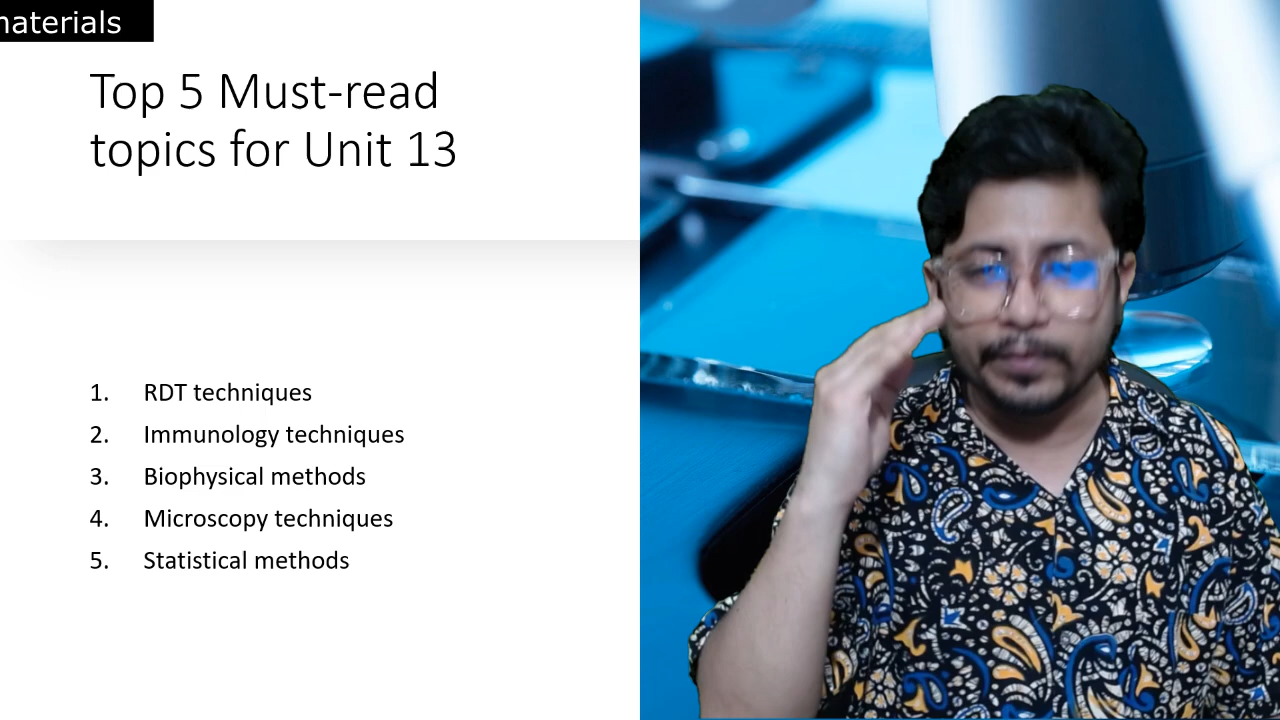 materials
Top 5 Must-read
topics for Unit 13
1. RDT techniques
2. Immunology techniques
3. Biophysical methods
4. Microscopy techniques
5. Statistical methods